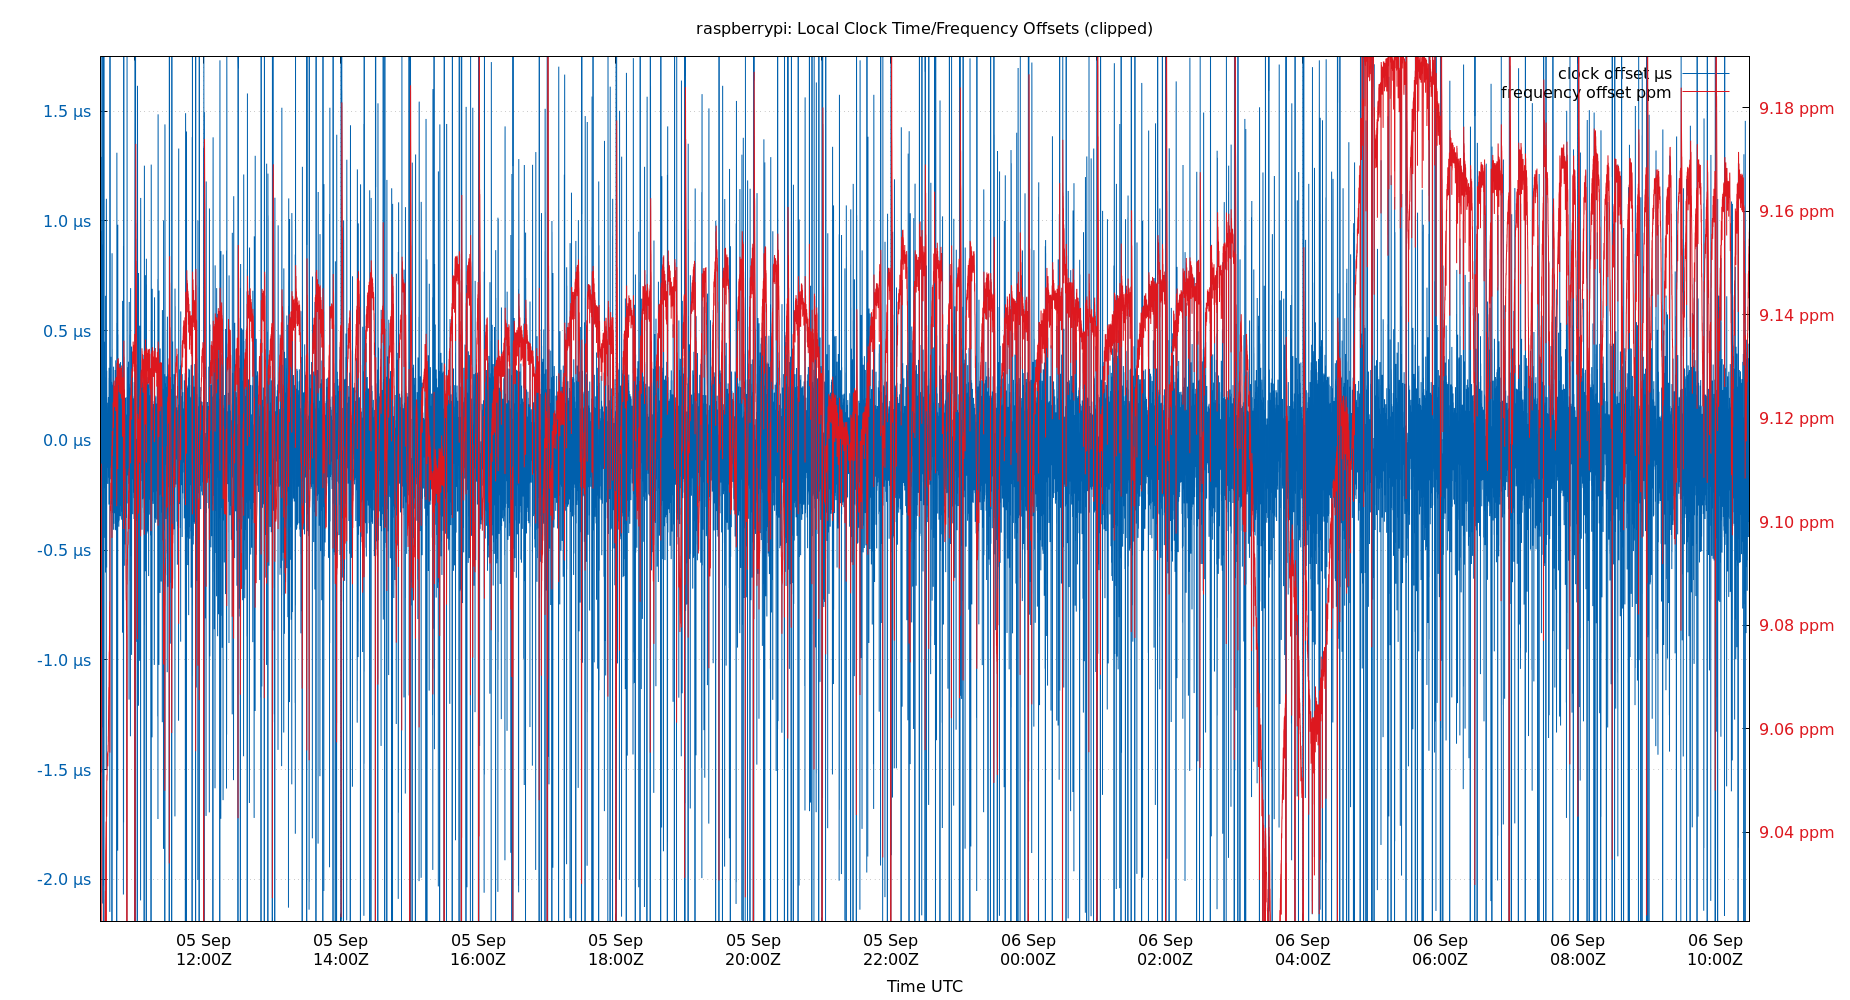 raspberrypi: Local Clock Time/Frequency Offsets (clipped)
clock offset µs
frequency offset ppm
1.5 µs
1.0 µs
0.5 µs
0.0 µs
-0.5 µs
-1.0 µs
-1.5 µs
-2.0 µs
9.18 ppm
9.16 ppm
9.14 ppm
9.12 ppm
9.10 ppm
9.08 ppm
9.06 ppm
9.04 ppm
05 Sep 05 Sep 05 Sep 05 Sep 05 Sep 05 Sep 06 Sep 06 Sep 06 Sep 06 Sep 06 Sep 06 Sep
12:00Z 14:00Z 16:00Z 18:00Z 20:00Z 22:00Z 00:00Z 02:00Z 04:00Z 06:00Z 08:00Z 10:00Z
Time UTC